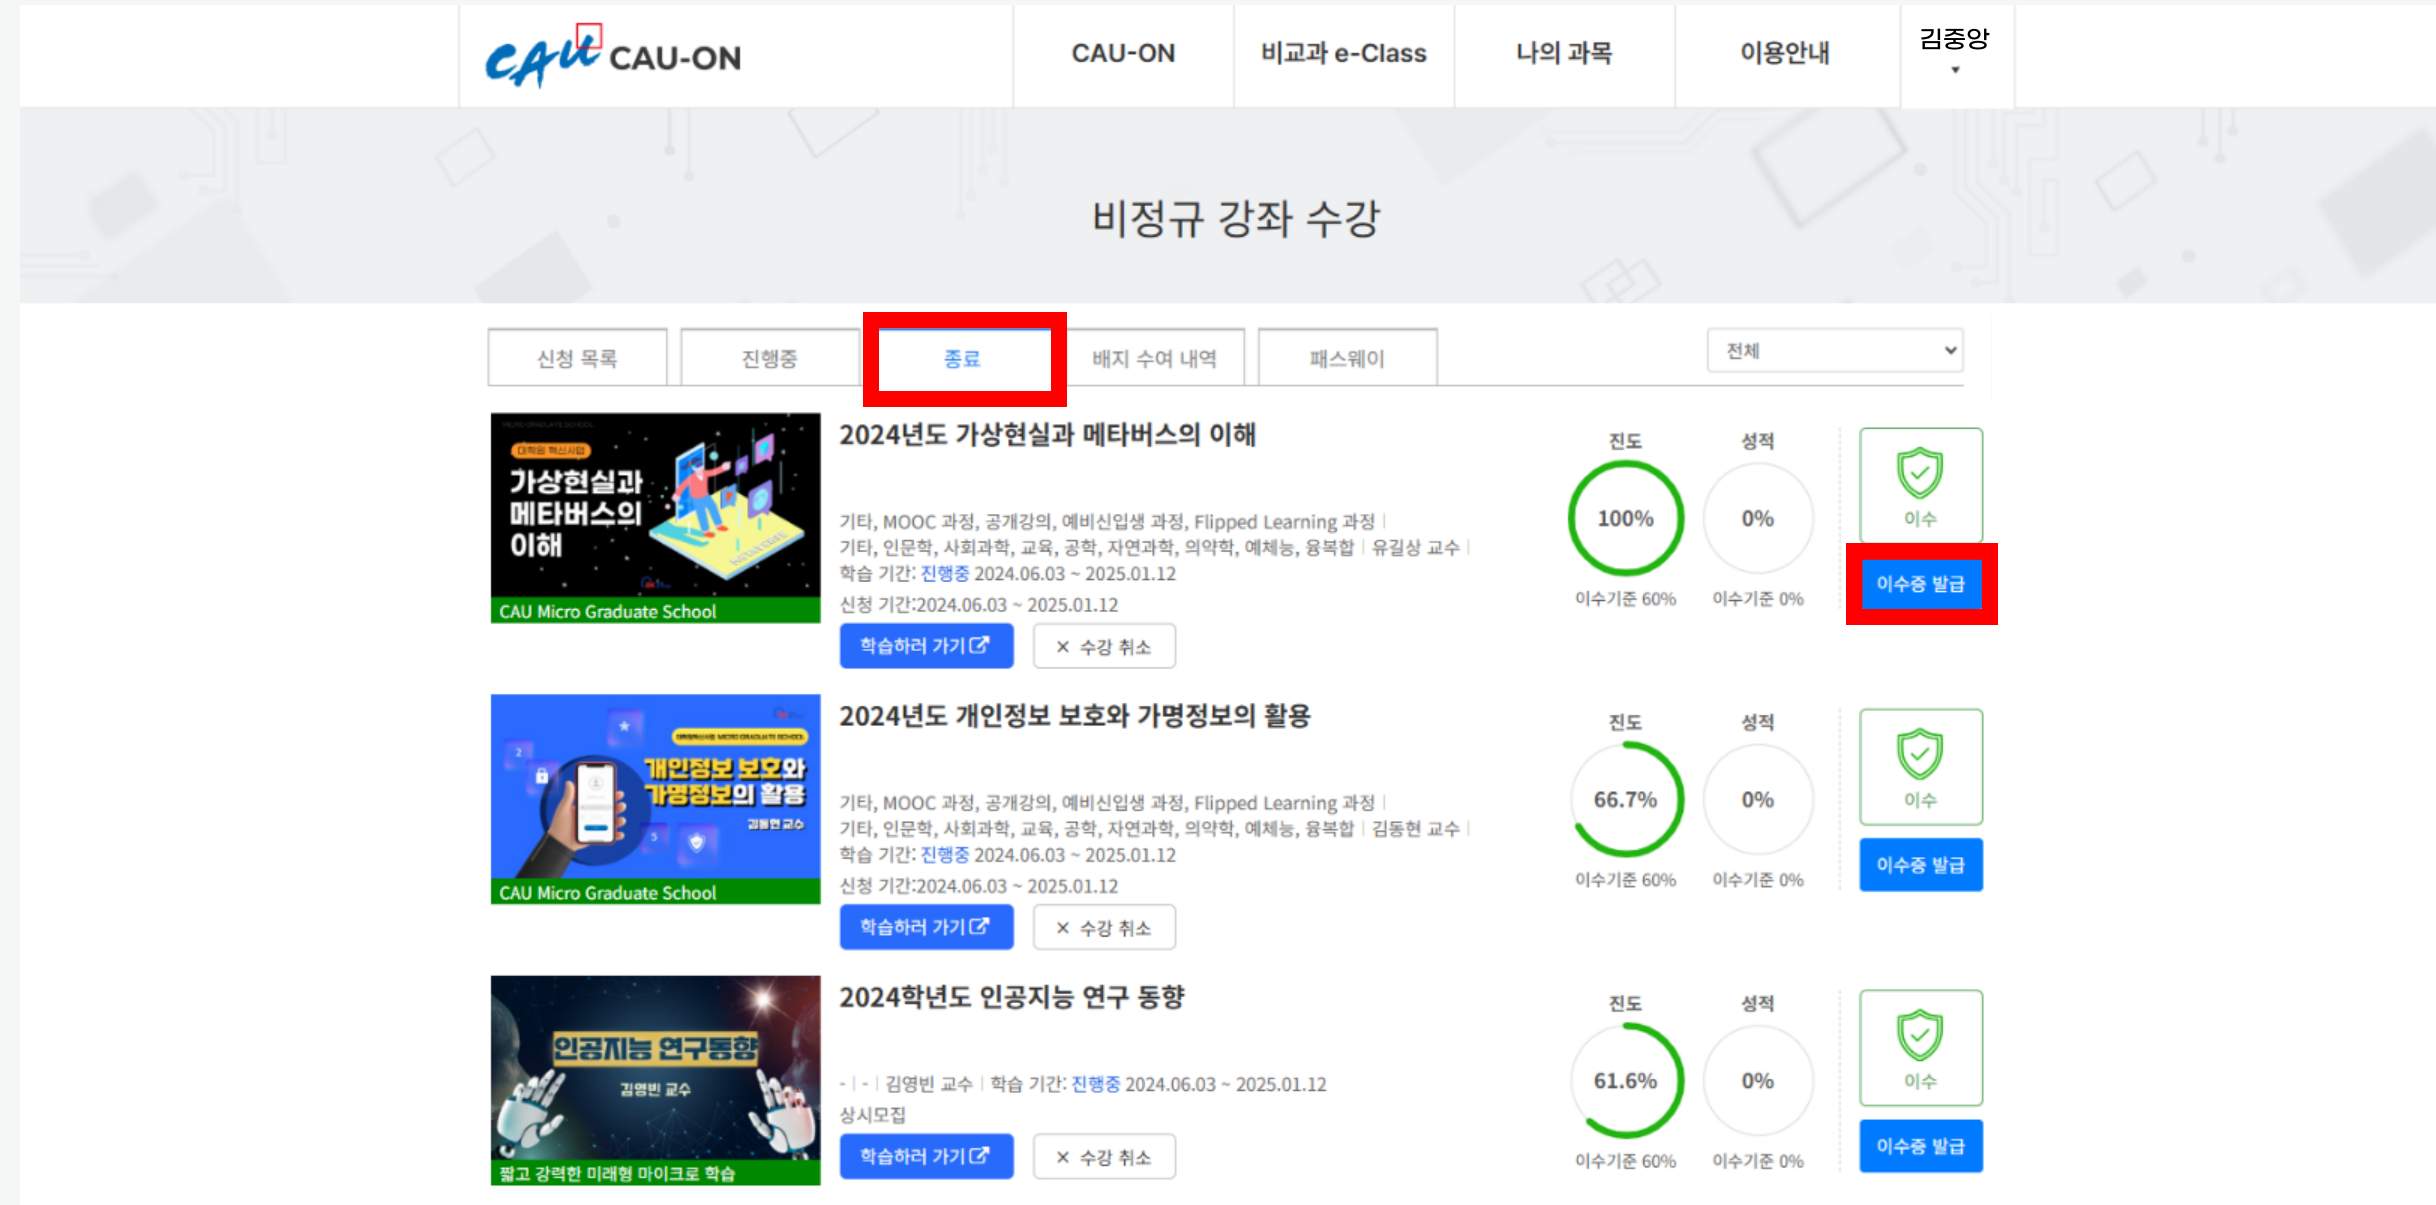 CAU CAU-ON
CAU-ON
비교과 e-Class
나의 과목
이용안내
김중앙
비정규 강좌 수강
신청 목록
진행중
종료
배지 수여 내역
패스웨이
전체
대학원 혁신사업
가상현실과
메타버스의
이해
CAU Micro Graduate School
2024년도 가상현실과 메타버스의 이해
기타, MOOC 과정, 공개강의, 예비신입생 과정, Flipped Learning 과정 |
기타, 인문학, 사회과학, 교육, 공학, 자연과학, 의약학, 예체능, 융복합 | 유길상 교수 |
학습 기간: 진행중 2024.06.03 ~ 2025.01.12
신청 기간:2024.06.03 ~ 2025.01.12
학습하러 가기
× 수강 취소
진도
100%
이수기준 60%
성적
0%
이수기준 0%
이수
이수증 발급
개인정보 보호와
가명정보의 활용
김동현 교수
CAU Micro Graduate School
2024년도 개인정보 보호와 가명정보의 활용
기타, MOOC 과정, 공개강의, 예비신입생 과정, Flipped Learning 과정 |
기타, 인문학, 사회과학, 교육, 공학, 자연과학, 의약학, 예체능, 융복합 | 김동현 교수 |
학습 기간: 진행중 2024.06.03 ~ 2025.01.12
신청 기간:2024.06.03 ~ 2025.01.12
학습하러 가기
× 수강 취소
진도
66.7%
이수기준 60%
성적
0%
이수기준 0%
이수
이수증 발급
인공지능 연구동향
김영빈 교수
짧고 강력한 미래형 마이크로 학습
2024학년도 인공지능 연구 동향
- | - | 김영빈 교수 | 학습 기간: 진행중 2024.06.03 ~ 2025.01.12
상시모집
학습하러 가기
× 수강 취소
진도
61.6%
이수기준 60%
성적
0%
이수기준 0%
이수
이수증 발급